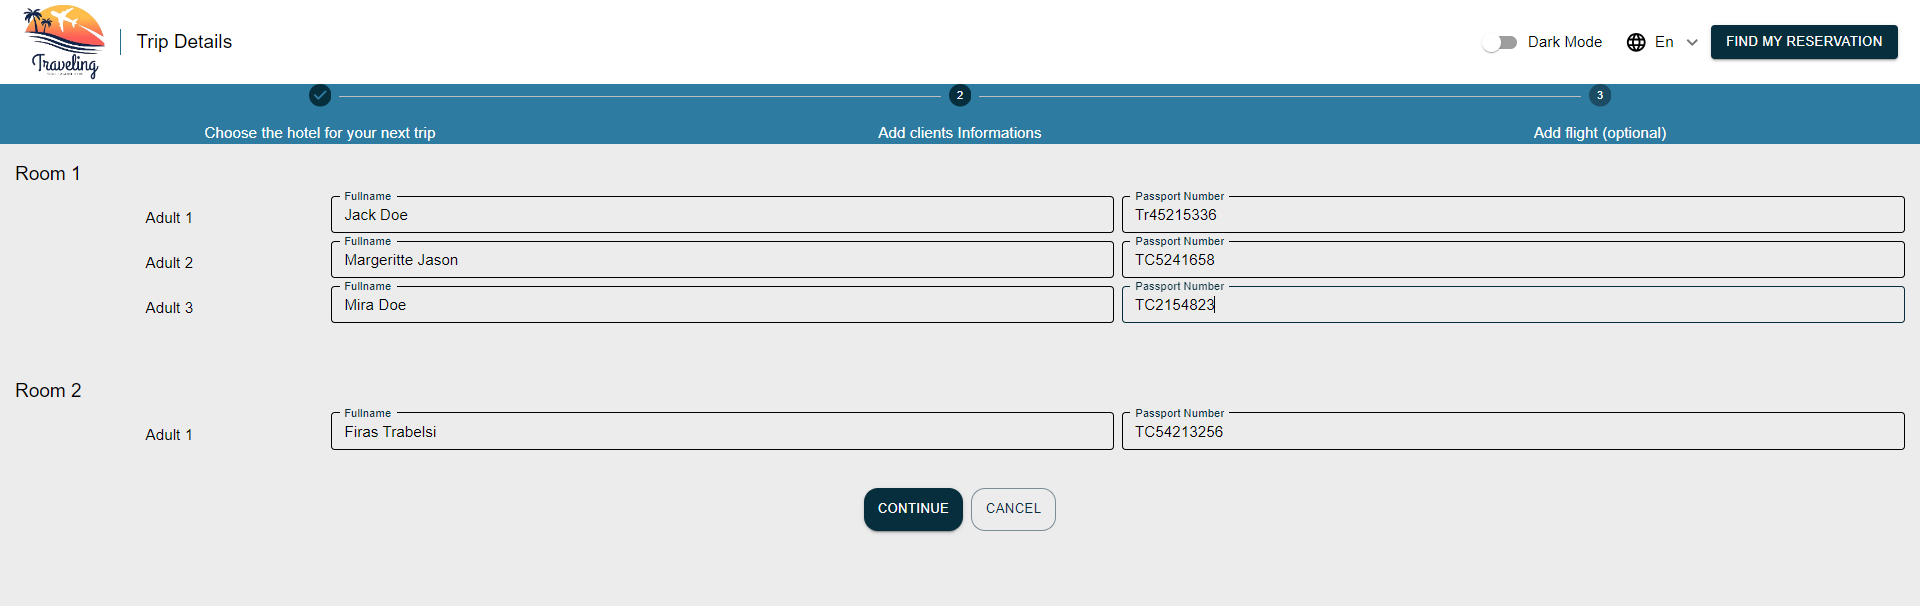 Traveling
Trip Details
Dark Mode
En
FIND MY RESERVATION
2
3
Choose the hotel for your next trip
Add clients Informations
Add flight (optional)
Room 1
Fullname
Passport Number
Adult 1
Jack Doe
Tr45215336
Fullname
Passport Number
Adult 2
Margeritte Jason
TC5241658
Fullname
Passport Number
Adult 3
Mira Doe
TC2154823
Room 2
Fullname
Passport Number
Adult 1
Firas Trabelsi
TC54213256
CONTINUE
CANCEL